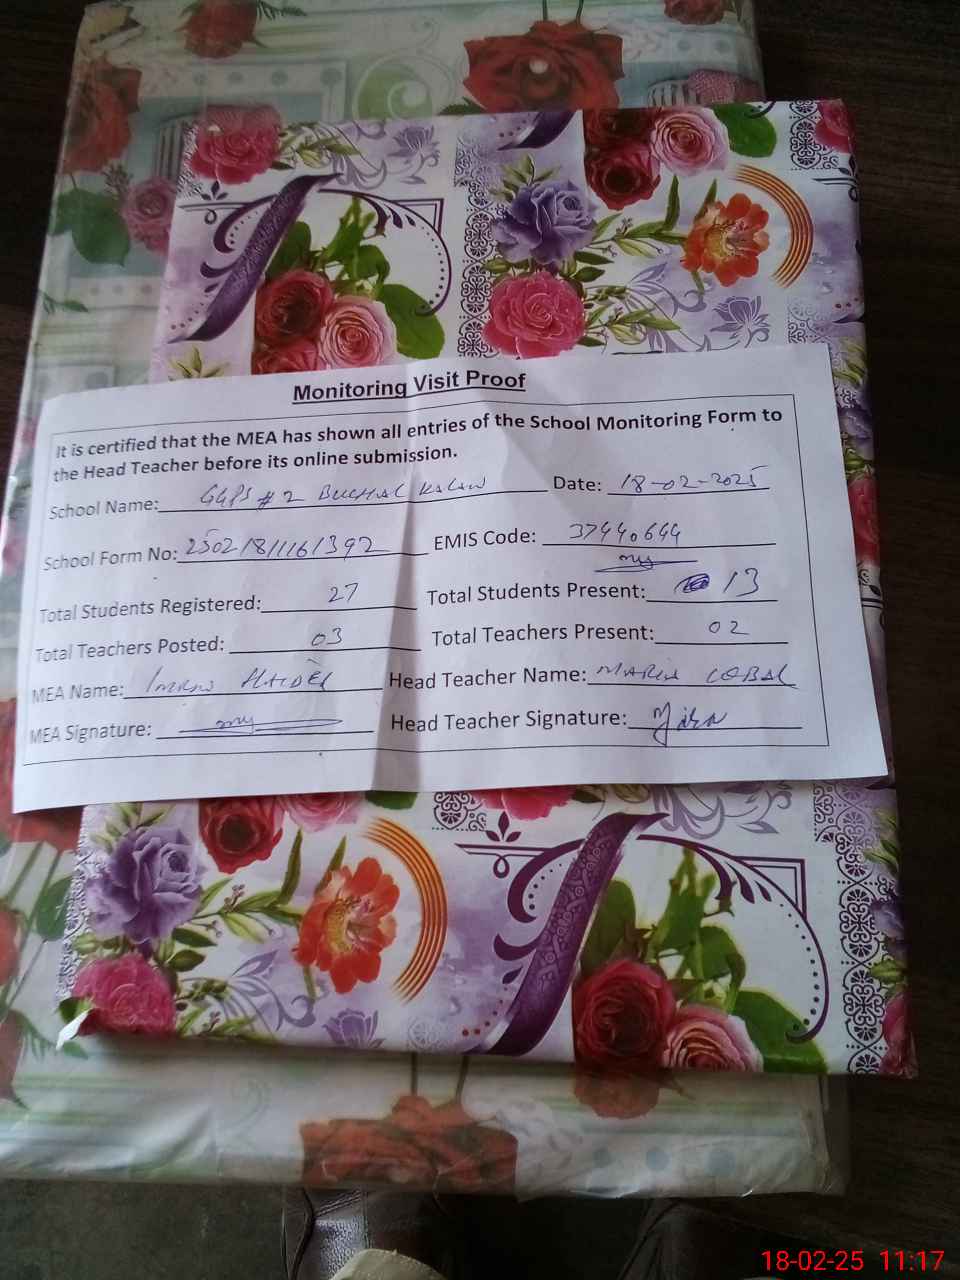 Monitoring Visit Proof
It is certified that the MEA has shown all entries of the School Monitoring Form to
the Head Teacher before its online submission.
School Name: GGPS # 2 BUCHAL KALAN Date: 18-02-2025
School Form No: 2502/8/1161392 EMIS Code: 37440644
Total Students Registered: 27 Total Students Present: 13
Total Teachers Posted: 03 Total Teachers Present: 02
MEA Name: IMRAN HAIDER Head Teacher Name: MARIA
MEA Signature: Head Teacher Signature:
18-02-25 11:17